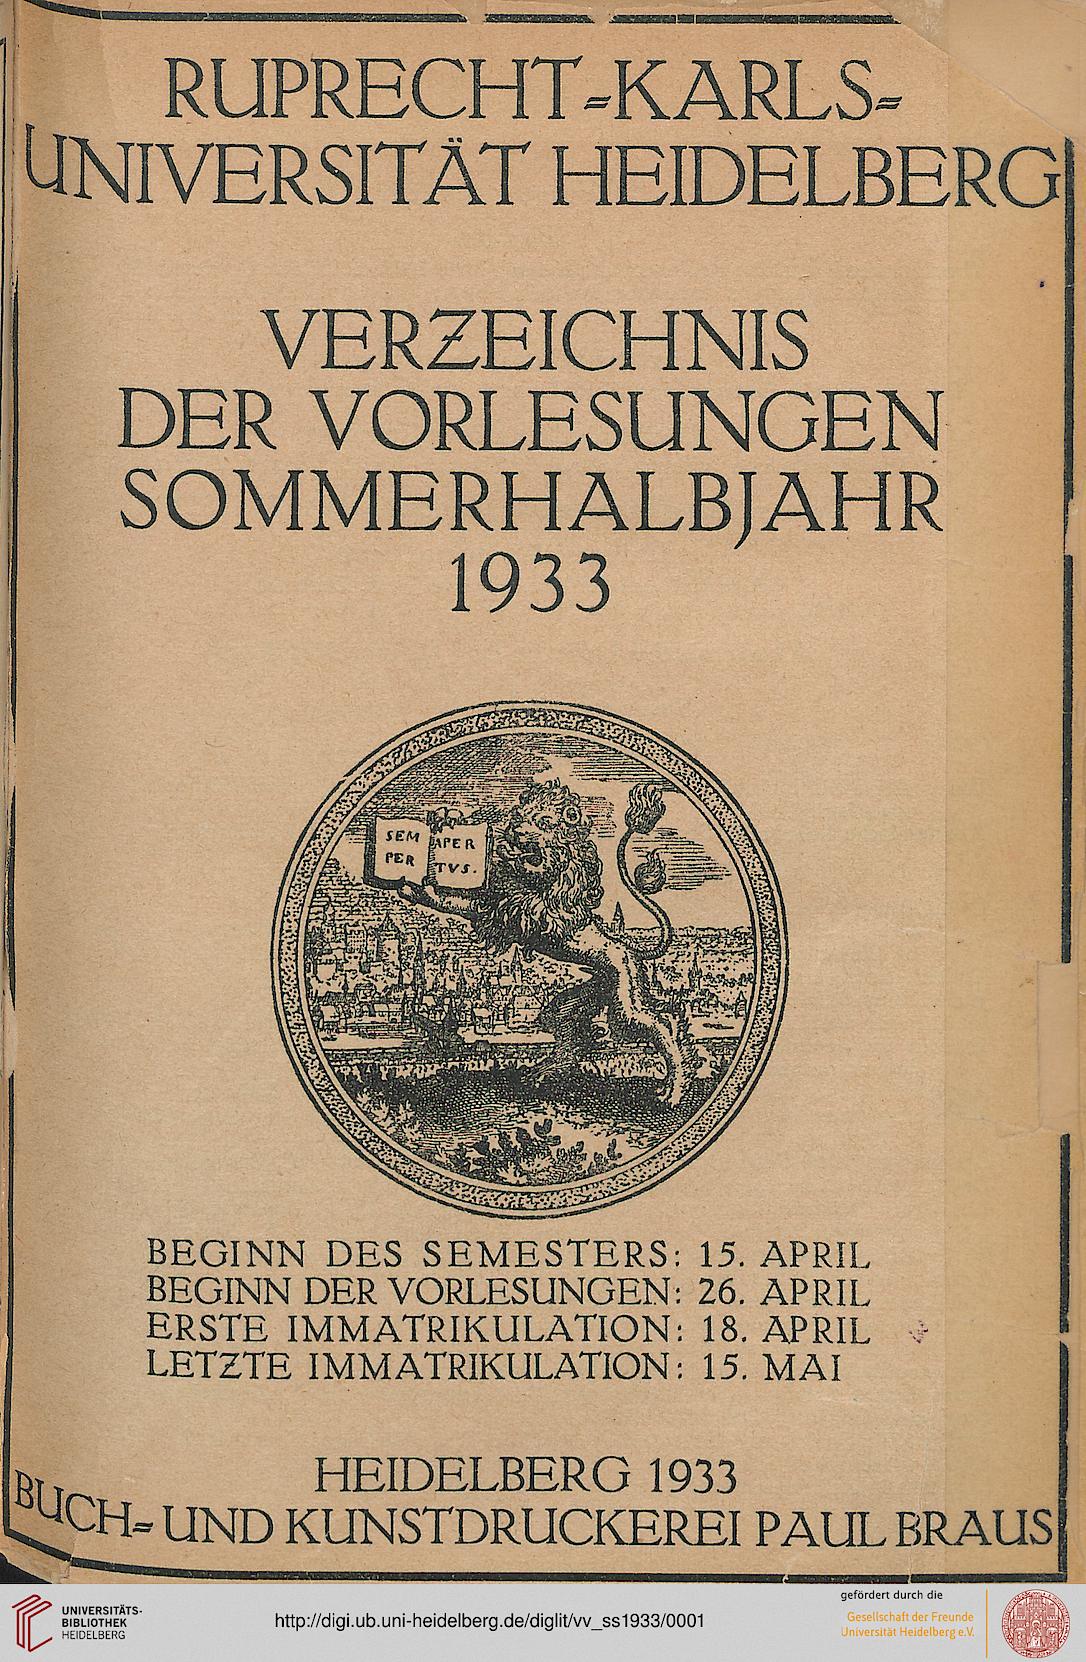 RUPRECHT-KARLS-
UNIVERSITÄT HEIDELBERG
VERZEICHNIS
DER VORLESUNGEN
SOMMERHALBJAHR
1933
SEM APER
PER TVS.
BEGINN DES SEMESTERS: 15. APRIL
BEGINN DER VORLESUNGEN: 26. APRIL
ERSTE IMMATRIKULATION: 18. APRIL
LETZTE IMMATRIKULATION: 15. MAI
HEIDELBERG 1933
BUCH- UND KUNSTDRUCKEREI PAUL BRAUS
UNIVERSITÄTS-
BIBLIOTHEK
HEIDELBERG
http://digi.ub.uni-heidelberg.de/diglit/vv_ss1933/0001
gefördert durch die
Gesellschaft der Freunde
Universität Heidelberg e.V.